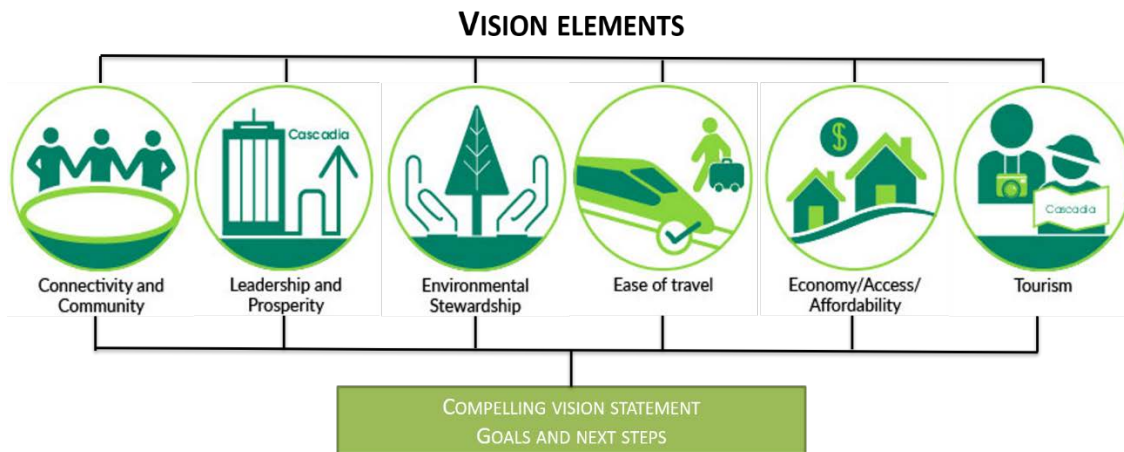 VISION ELEMENTS
Cascadia
$
Cascadia
Connectivity and
Community
Leadership and
Prosperity
Environmental
Stewardship
Ease of travel
Economy/Access/
Affordability
Tourism
COMPELLING VISION STATEMENT
GOALS AND NEXT STEPS